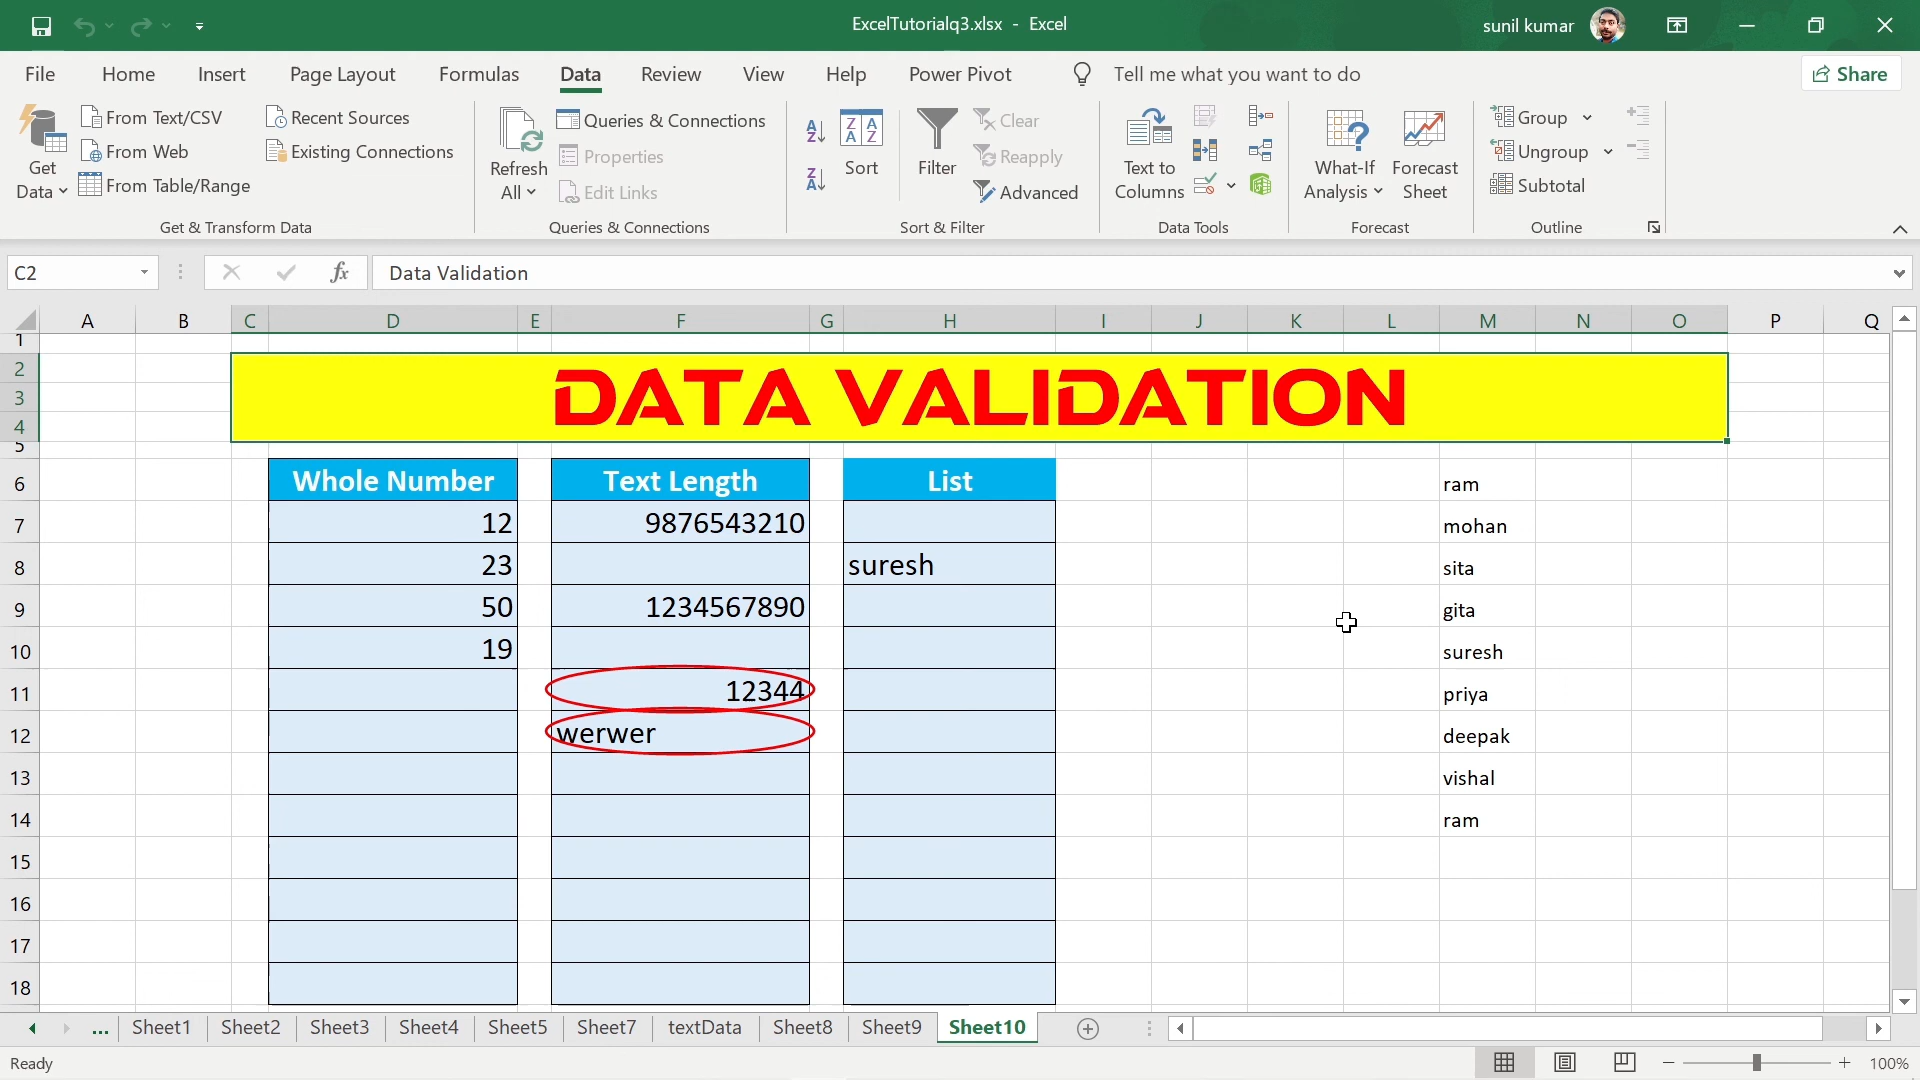 ExcelTutorialq3.xlsx - Excel
sunil kumar
File Home Insert Page Layout Formulas Data Review View Help Power Pivot Tell me what you want to do Share
Get Data
From Text/CSV
From Web
From Table/Range
Recent Sources
Existing Connections
Get & Transform Data
Refresh All
Queries & Connections
Properties
Edit Links
Queries & Connections
Sort
Filter
Clear
Reapply
Advanced
Sort & Filter
Text to Columns
Data Tools
What-If Analysis
Forecast Sheet
Forecast
Group
Ungroup
Subtotal
Outline
C2 fx Data Validation
A B C D E F G H I J K L M N O P Q
1
2
3
4
DATA VALIDATION
5
6 Whole Number Text Length List ram
7 12 9876543210 mohan
8 23 suresh sita
9 50 1234567890 gita
10 19 suresh
11 12344 priya
12 werwer deepak
13 vishal
14 ram
15
16
17
18
... Sheet1 Sheet2 Sheet3 Sheet4 Sheet5 Sheet7 textData Sheet8 Sheet9 Sheet10
Ready 100%